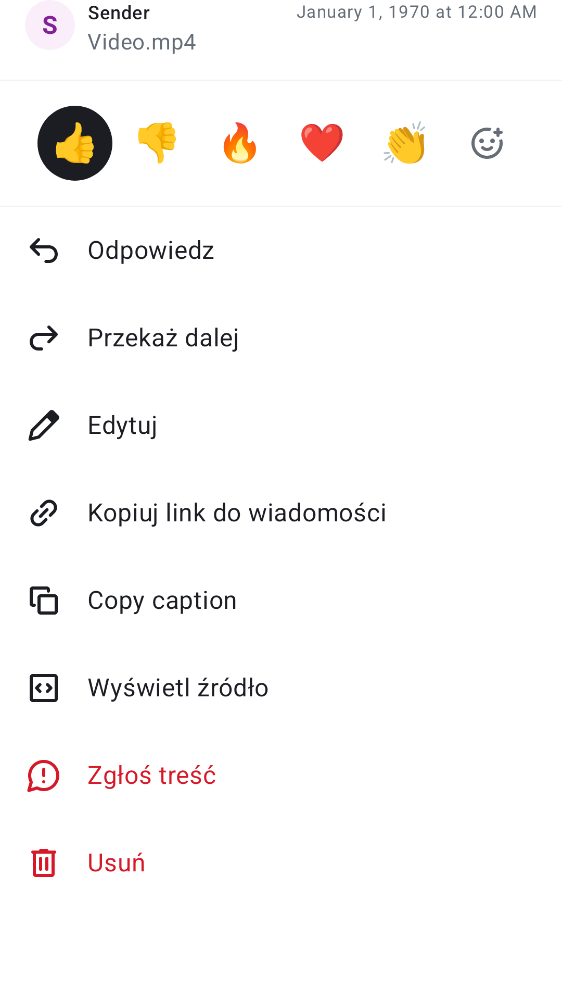 S
Sender
January 1, 1970 at 12:00 AM
Video.mp4
Odpowiedz
Przekaż dalej
Edytuj
Kopiuj link do wiadomości
Copy caption
Wyświetl źródło
Zgłoś treść
Usuń